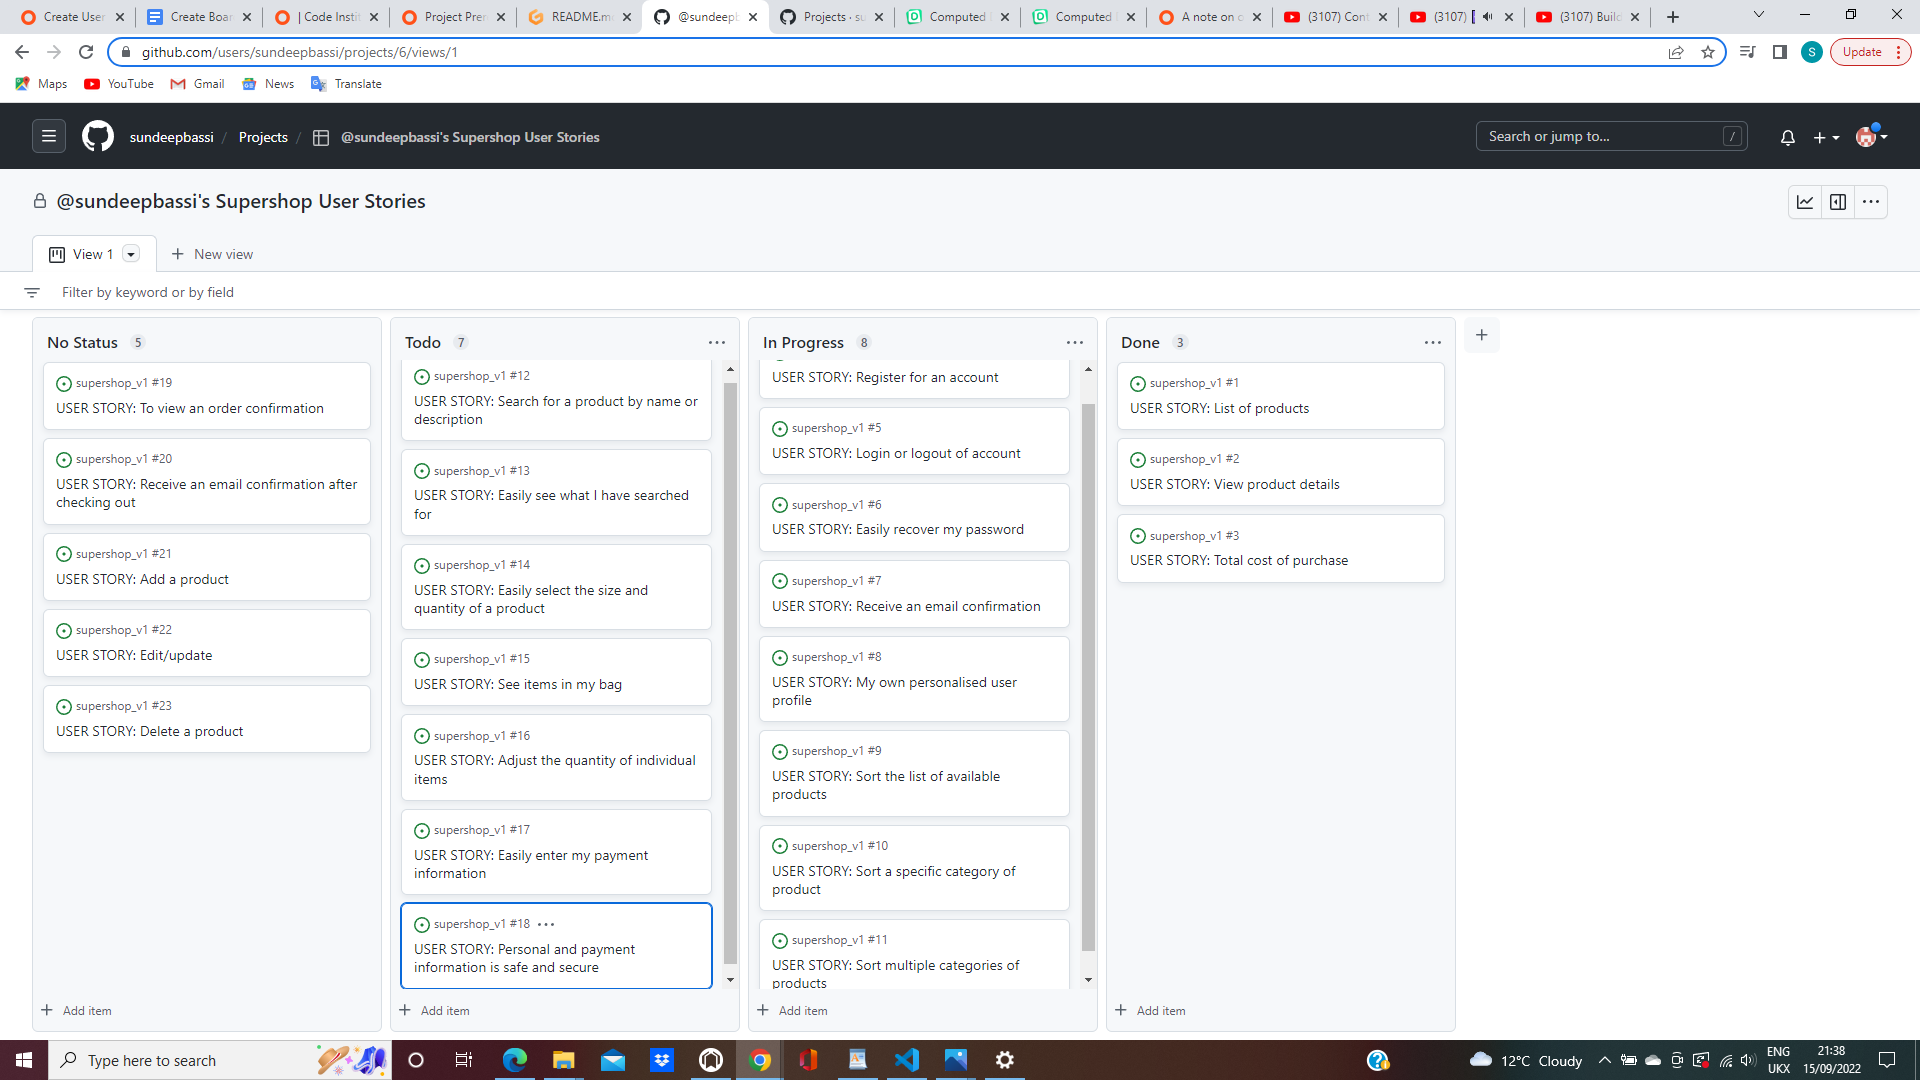 Create User
Create Boar
| Code Instit
Project Prer
README.m
@sundeepb
Projects · su
Computed
Computed
A note on c
(3107) Cont
(3107)
(3107) Build
github.com/users/sundeepbassi/projects/6/views/1
S
Update
Maps
YouTube
Gmail
News
Translate
sundeepbassi / Projects / @sundeepbassi's Supershop User Stories
Search or jump to...
/
@sundeepbassi's Supershop User Stories
View 1
New view
Filter by keyword or by field
No Status 5
supershop_v1 #19
USER STORY: To view an order confirmation
supershop_v1 #20
USER STORY: Receive an email confirmation after
checking out
supershop_v1 #21
USER STORY: Add a product
supershop_v1 #22
USER STORY: Edit/update
supershop_v1 #23
USER STORY: Delete a product
Add item
Todo 7
supershop_v1 #12
USER STORY: Search for a product by name or
description
supershop_v1 #13
USER STORY: Easily see what I have searched
for
supershop_v1 #14
USER STORY: Easily select the size and
quantity of a product
supershop_v1 #15
USER STORY: See items in my bag
supershop_v1 #16
USER STORY: Adjust the quantity of individual
items
supershop_v1 #17
USER STORY: Easily enter my payment
information
supershop_v1 #18
USER STORY: Personal and payment
information is safe and secure
Add item
In Progress 8
USER STORY: Register for an account
supershop_v1 #5
USER STORY: Login or logout of account
supershop_v1 #6
USER STORY: Easily recover my password
supershop_v1 #7
USER STORY: Receive an email confirmation
supershop_v1 #8
USER STORY: My own personalised user
profile
supershop_v1 #9
USER STORY: Sort the list of available
products
supershop_v1 #10
USER STORY: Sort a specific category of
product
supershop_v1 #11
USER STORY: Sort multiple categories of
products
Add item
Done 3
supershop_v1 #1
USER STORY: List of products
supershop_v1 #2
USER STORY: View product details
supershop_v1 #3
USER STORY: Total cost of purchase
Add item
Type here to search
12°C Cloudy
ENG
UKX
21:38
15/09/2022